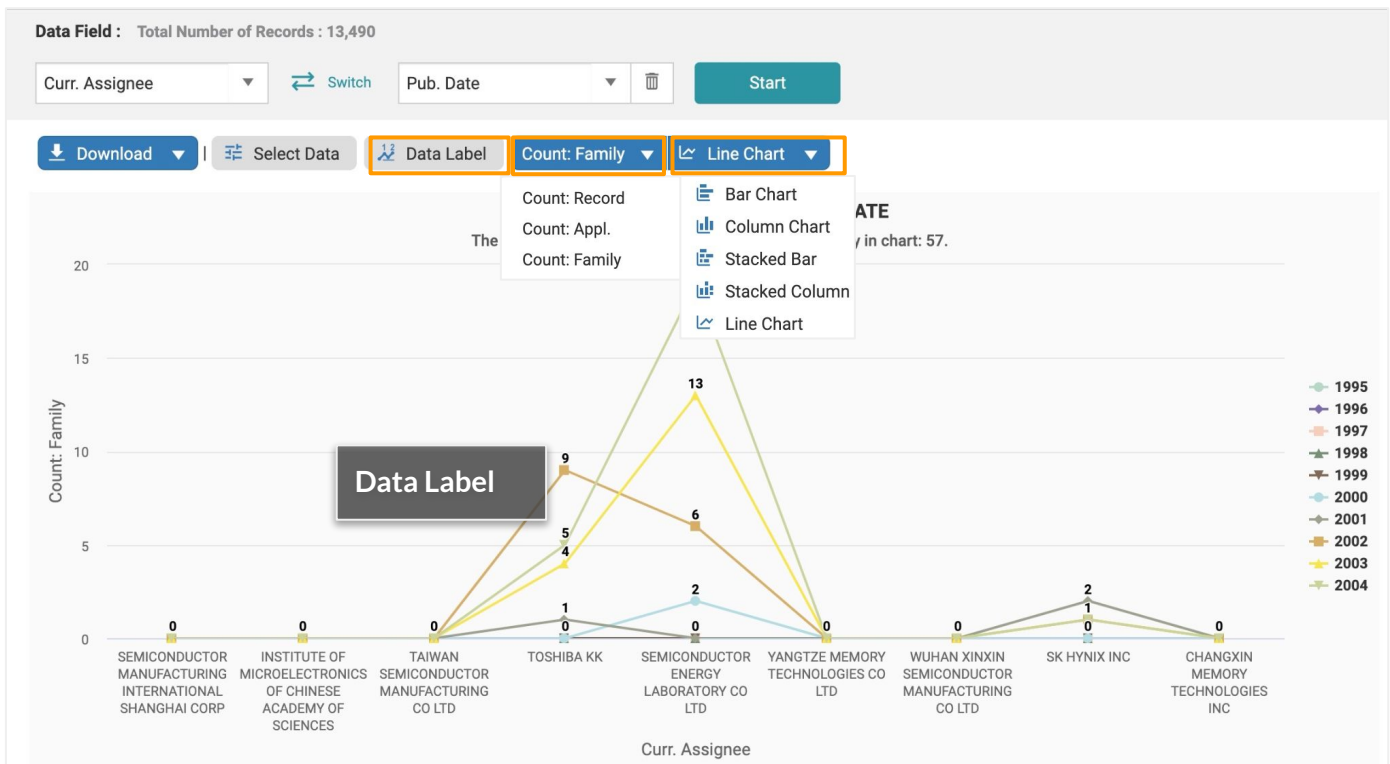 Data Field : Total Number of Records : 13,490
Curr. Assignee Switch Pub. Date Start
Download | Select Data 1 2 Data Label Count: Family Line Chart
Count: Record
Count: Appl.
Count: Family
Bar Chart
Column Chart
Stacked Bar
Stacked Column
Line Chart
ATE
The y in chart: 57.
Count: Family
20
15
10
5
0
Data Label
13
9
6
5
4
2
2
1
1
0
0
0
0
0
0
0
0
0
SEMICONDUCTOR
MANUFACTURING
INTERNATIONAL
SHANGHAI CORP
INSTITUTE OF
MICROELECTRONICS
OF CHINESE
ACADEMY OF
SCIENCES
TAIWAN
SEMICONDUCTOR
MANUFACTURING
CO LTD
TOSHIBA KK
SEMICONDUCTOR
ENERGY
LABORATORY CO
LTD
YANGTZE MEMORY
TECHNOLOGIES CO
LTD
WUHAN XINXIN
SEMICONDUCTOR
MANUFACTURING
CO LTD
SK HYNIX INC
CHANGXIN
MEMORY
TECHNOLOGIES
INC
Curr. Assignee
1995
1996
1997
1998
1999
2000
2001
2002
2003
2004